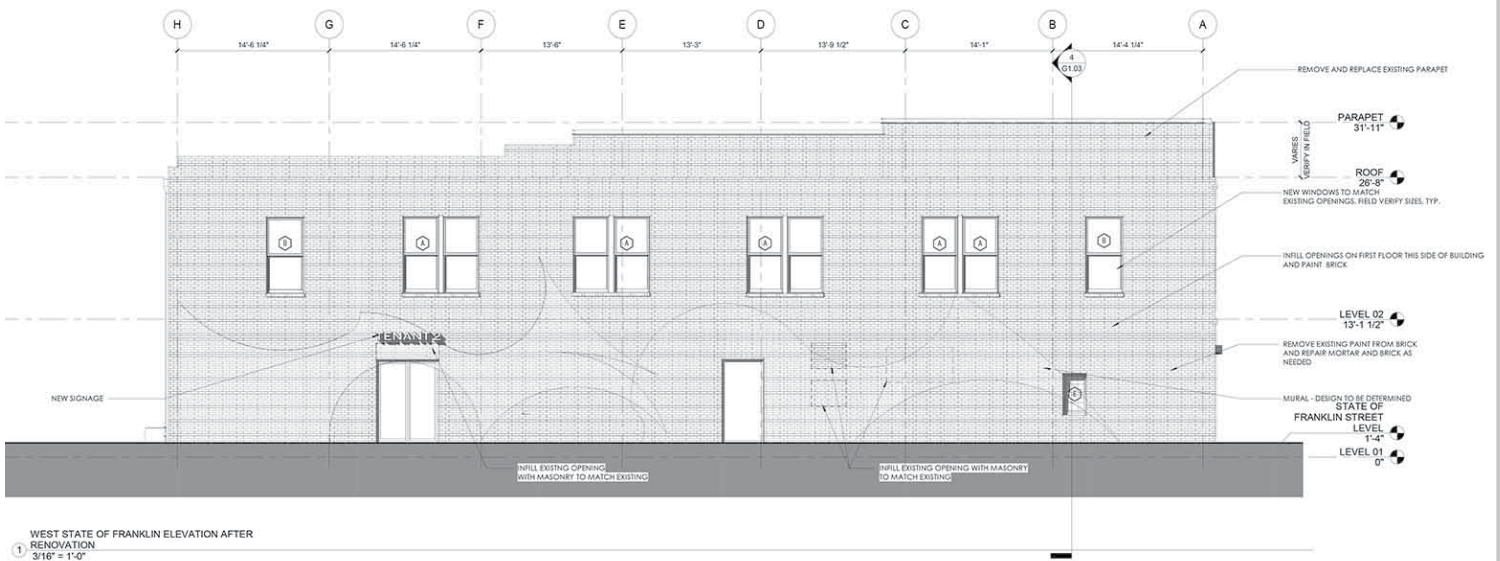 H G F E D C B A
14'-6 1/4" 14'-6 1/4" 13'-6" 13'-3" 13'-9 1/2" 14'-1" 14'-4 1/4"
4
G1.03
REMOVE AND REPLACE EXISTING PARAPET
PARAPET
31'-11"
VARIES
VERIFY IN FIELD
ROOF
26'-8"
NEW WINDOWS TO MATCH
EXISTING OPENINGS. FIELD VERIFY SIZES, TYP.
B A A A A A B
INFILL OPENINGS ON FIRST FLOOR THIS SIDE OF BUILDING
AND PAINT BRICK
LEVEL 02
13'-1 1/2"
TENANT 2
REMOVE EXISTING PAINT FROM BRICK
AND REPAIR MORTAR AND BRICK AS
NEEDED
NEW SIGNAGE
E
MURAL - DESIGN TO BE DETERMINED
STATE OF
FRANKLIN STREET
LEVEL
1'-4"
LEVEL 01
0"
INFILL EXISTNG OPENING
WITH MASONRY TO MATCH EXISTING
INFILL EXISTING OPENING WITH MASONRY
TO MATCH EXISTING
1
WEST STATE OF FRANKLIN ELEVATION AFTER
RENOVATION
3/16" = 1'-0"